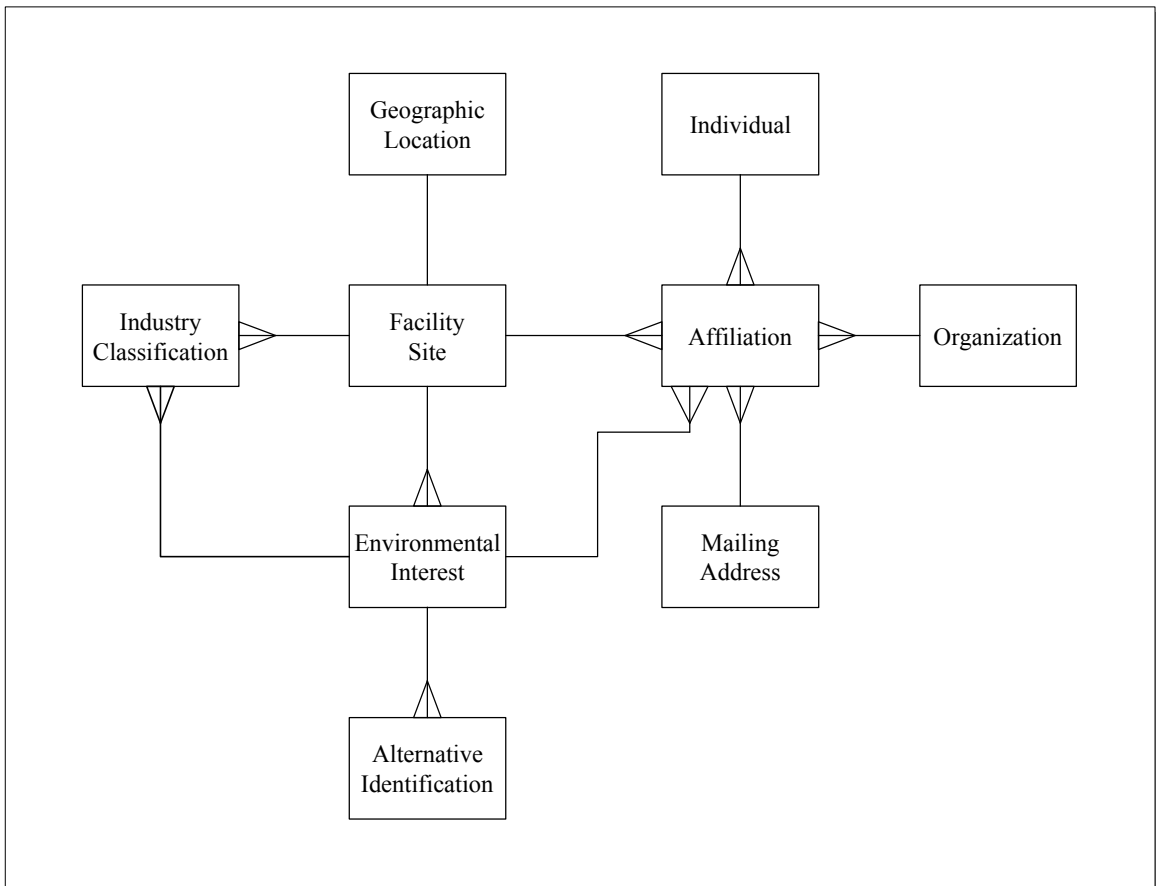 Geographic
Location
Individual
Industry
Classification
Facility
Site
Affiliation
Organization
Environmental
Interest
Mailing
Address
Alternative
Identification